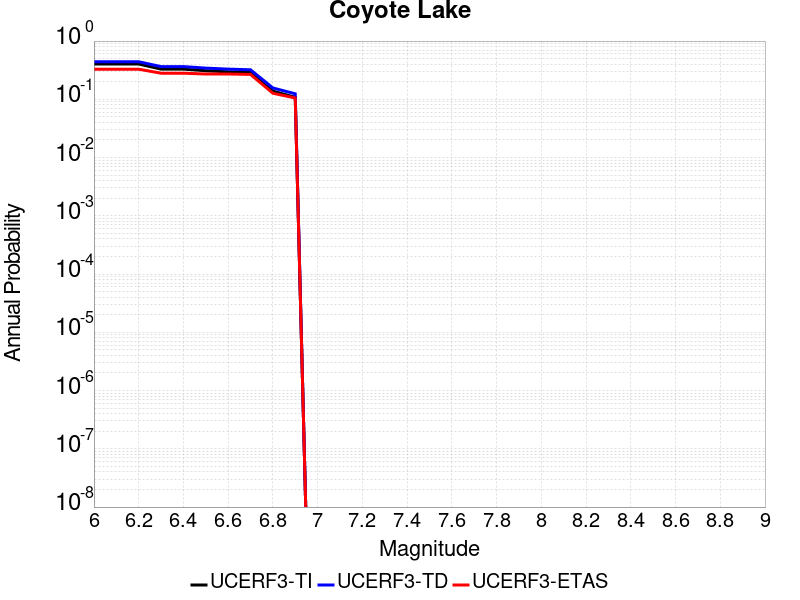 Coyote Lake
10^0
10^-1
10^-2
10^-3
10^-4
10^-5
10^-6
10^-7
10^-8
Annual Probability
6 6.2 6.4 6.6 6.8 7 7.2 7.4 7.6 7.8 8 8.2 8.4 8.6 8.8 9
Magnitude
UCERF3-TI UCERF3-TD UCERF3-ETAS